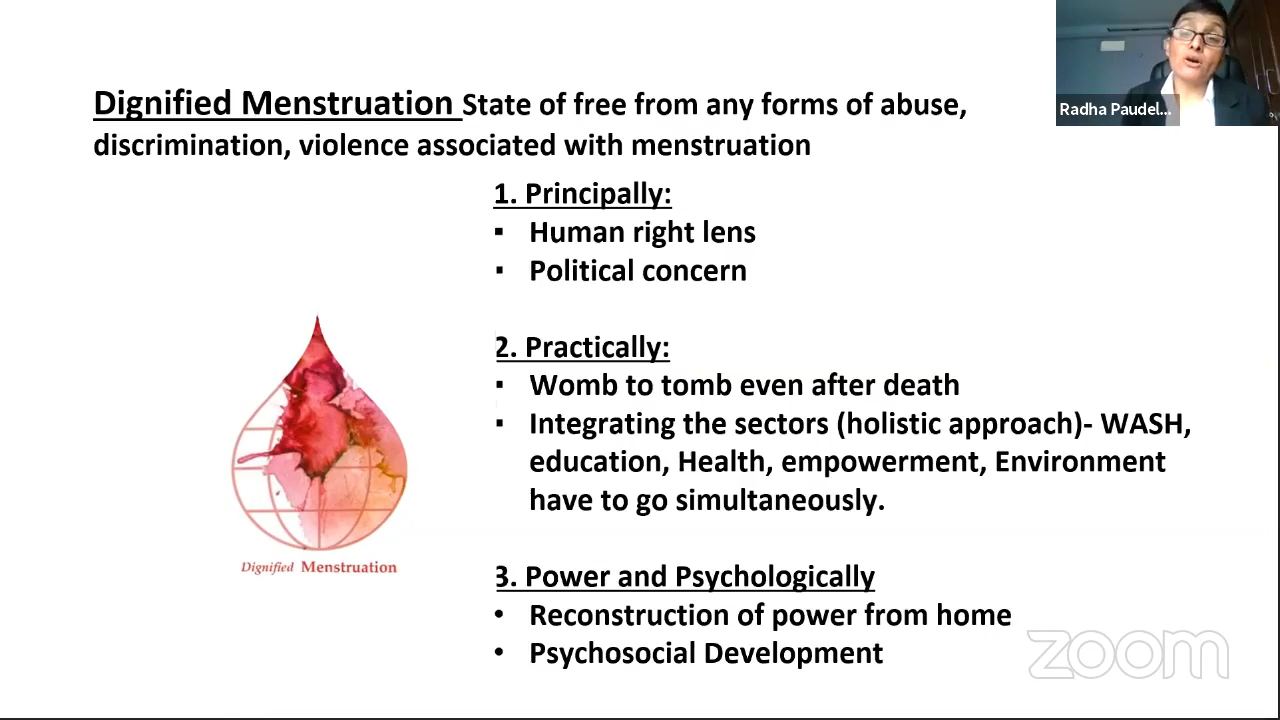 Dignified Menstruation State of free from any forms of abuse,
discrimination, violence associated with menstruation
1. Principally:
▪ Human right lens
▪ Political concern
2. Practically:
▪ Womb to tomb even after death
▪ Integrating the sectors (holistic approach)- WASH,
education, Health, empowerment, Environment
have to go simultaneously.
3. Power and Psychologically
• Reconstruction of power from home
• Psychosocial Development
Dignified Menstruation
Radha Paudel...
zoom